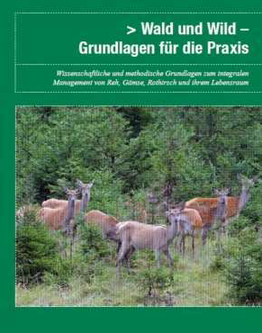 > Wald und Wild –
Grundlagen für die Praxis
Wissenschaftliche und methodische Grundlagen zum integralen
Management von Reh, Gämse, Rothirsch und ihrem Lebensraum